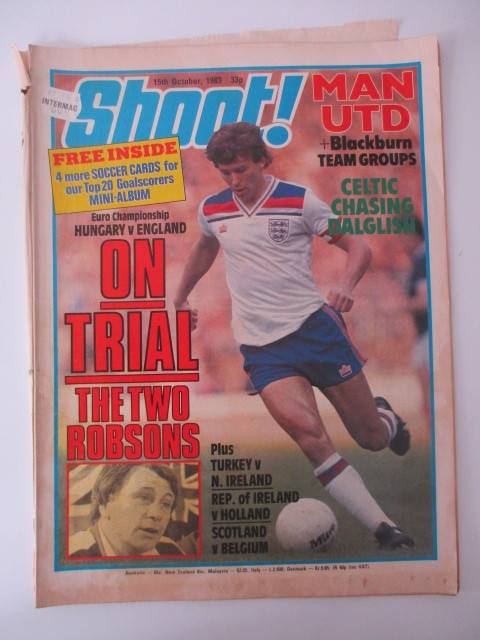 15th October, 1983 33p
INTERMAG
Shoot!
MAN
UTD
+Blackburn
TEAM GROUPS
FREE INSIDE
4 more SOCCER CARDS for
our Top 20 Goalscorers
MINI-ALBUM
CELTIC
CHASING
DALGLISH
Euro Championship
HUNGARY v ENGLAND
ON
TRIAL
THE TWO
ROBSONS
Plus
TURKEY v
N. IRELAND
REP. of IRELAND
v HOLLAND
SCOTLAND
v BELGIUM
Mitre